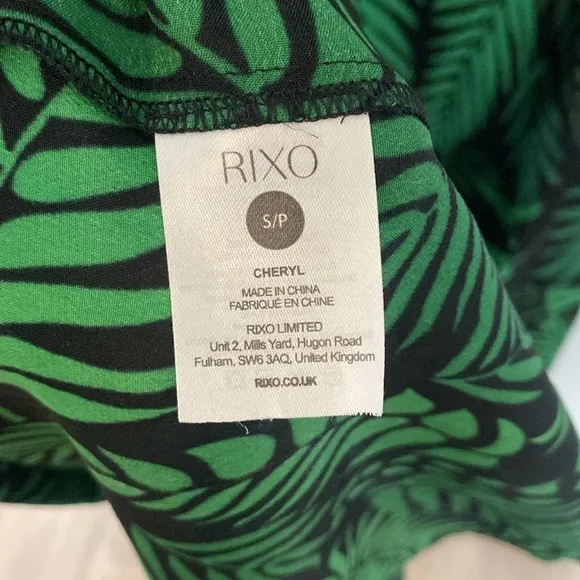 RIXO
S/P
CHERYL
MADE IN CHINA
FABRIQUÉ EN CHINE
RIXO LIMITED
Unit 2, Mills Yard, Hugon Road
Fulham, SW6 3AQ, United Kingdom
RIXO.CO.UK